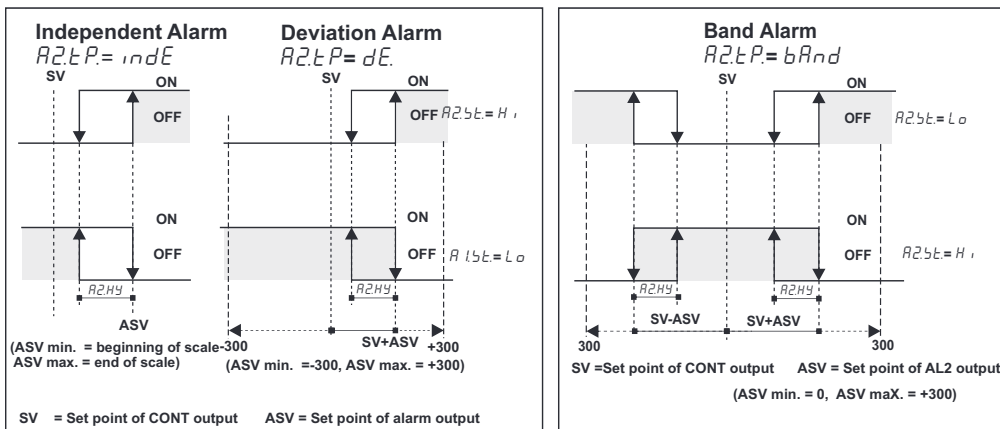 Independent Alarm
A2.tP.= indE
SV
ON
OFF
ON
OFF
A2.HY
ASV
(ASV min. = beginning of scale
ASV max. = end of scale)
Deviation Alarm
A2.tP.= dE.
SV
ON
OFF A2.St.= Hi
ON
OFF A1.St.= Lo
A2.HY
-300 SV+ASV +300
(ASV min. =-300, ASV max. = +300)
SV = Set point of CONT output ASV = Set point of alarm output
Band Alarm
A2.tP.= bAnd
SV
ON
OFF A2.St.= Lo
ON
OFF A2.St.= Hi
A2.HY A2.HY
SV-ASV SV+ASV
300 300
SV =Set point of CONT output ASV = Set point of AL2 output
(ASV min. = 0, ASV maX. = +300)